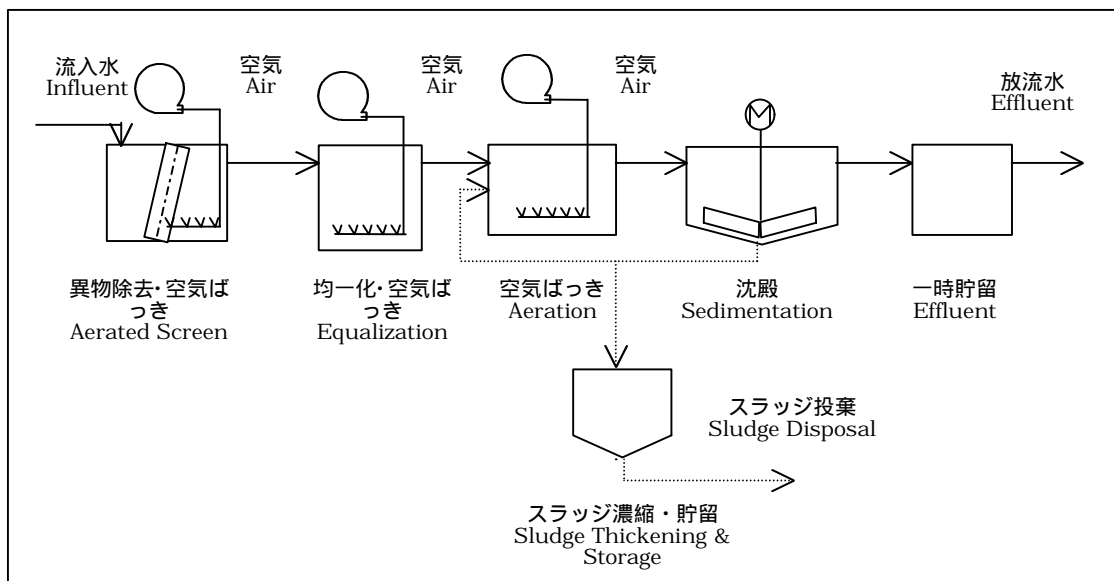 流入水
Influent
空気
Air
空気
Air
空気
Air
放流水
Effluent
M
異物除去・空気ば
っき
Aerated Screen
均一化・空気ば
っき
Equalization
空気ばっき
Aeration
沈殿
Sedimentation
一時貯留
Effluent
スラッジ投棄
Sludge Disposal
スラッジ濃縮・貯留
Sludge Thickening &
Storage